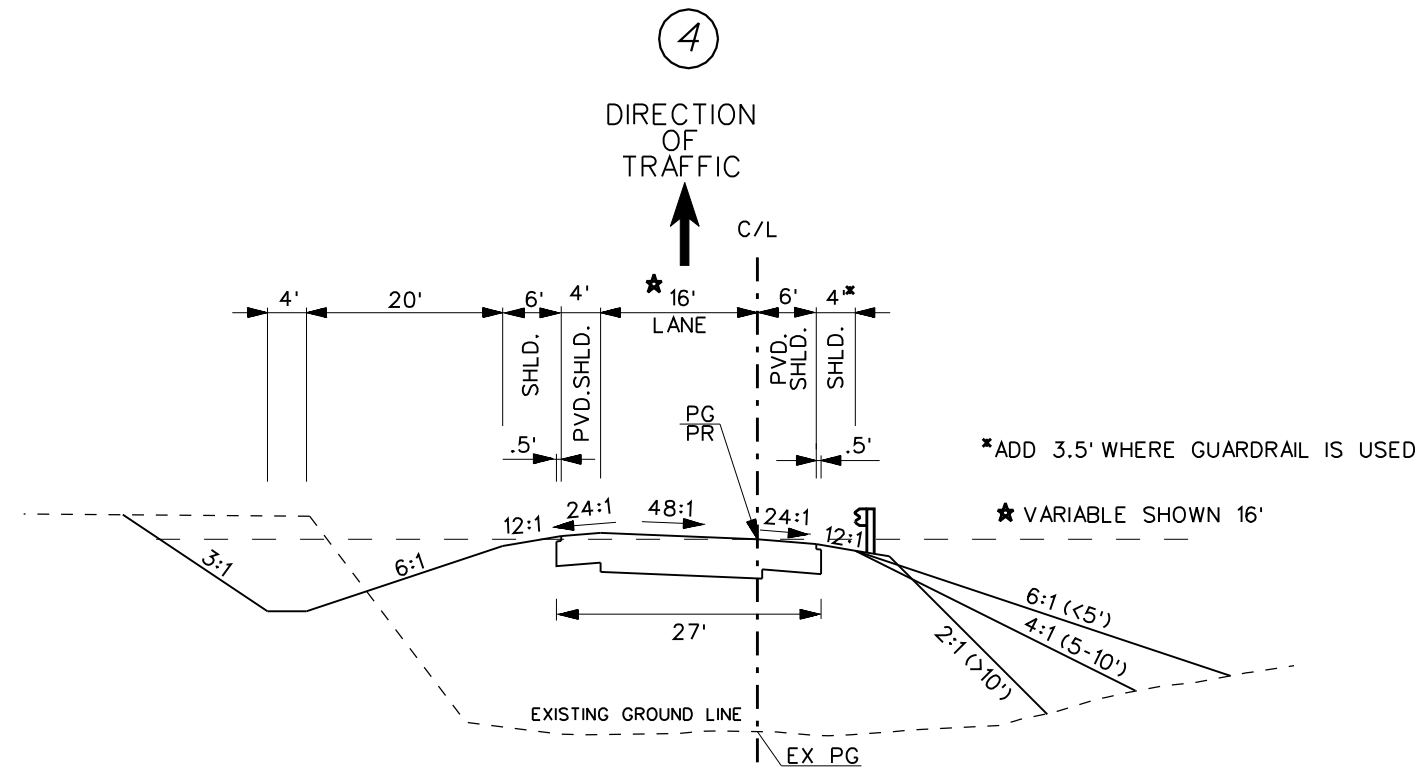 4
DIRECTION
OF
TRAFFIC
C/L
4'
20'
6'
4'
☆
16'
6'
4'*
LANE
SHLD.
PVD. SHLD.
PVD.
SHLD.
SHLD.
PG
PR
.5'
.5'
*ADD 3.5' WHERE GUARDRAIL IS USED
☆ VARIABLE SHOWN 16'
3:1
6:1
12:1
24:1
48:1
24:1
12:1
27'
6:1 (<5')
4:1 (5-10')
2:1 (>10')
EXISTING GROUND LINE
EX PG